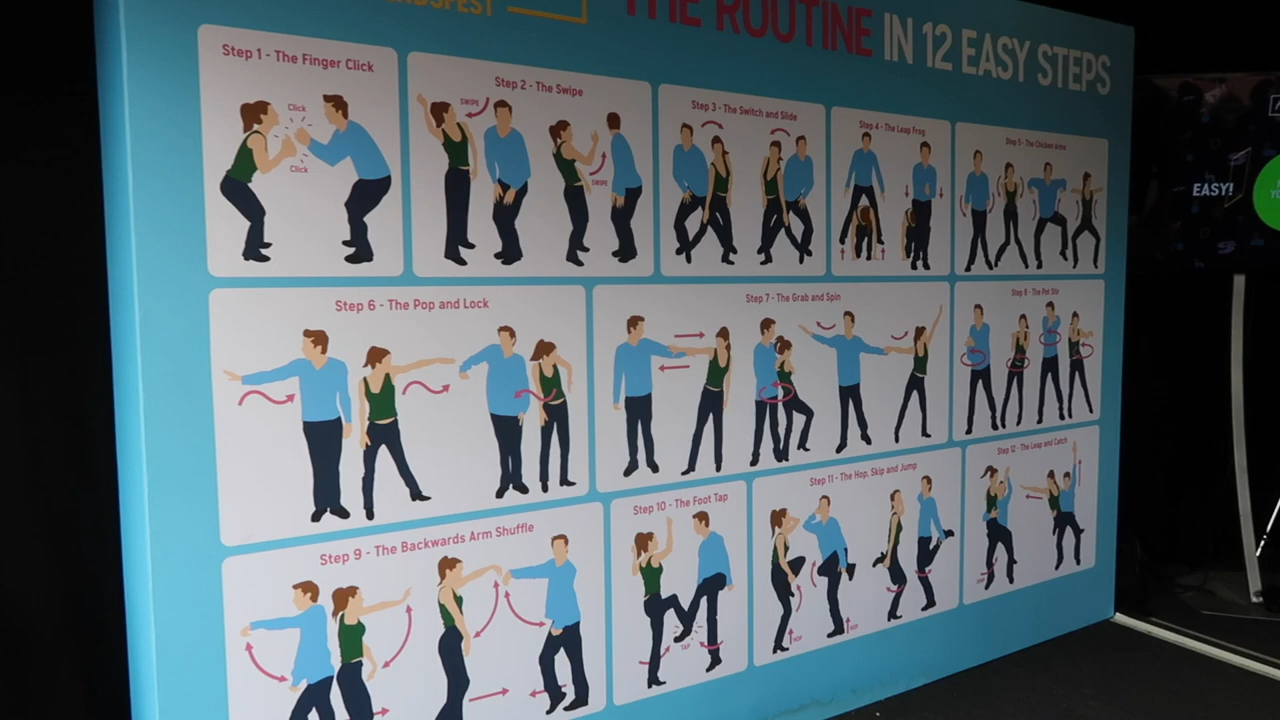 THE ROUTINE IN 12 EASY STEPS
Step 1 - The Finger Click
Click
Click
Step 2 - The Swipe
SWIPE
SWIPE
Step 3 - The Switch and Slide
Step 4 - The Leap Frog
Step 5 - The Chicken Arms
EASY!
Step 6 - The Pop and Lock
Step 7 - The Grab and Spin
Step 8 - The Pot Stir
Step 9 - The Backwards Arm Shuffle
Step 10 - The Foot Tap
TAP
Step 11 - The Hop, Skip and Jump
HOP
HOP
Step 12 - The Leap and Catch